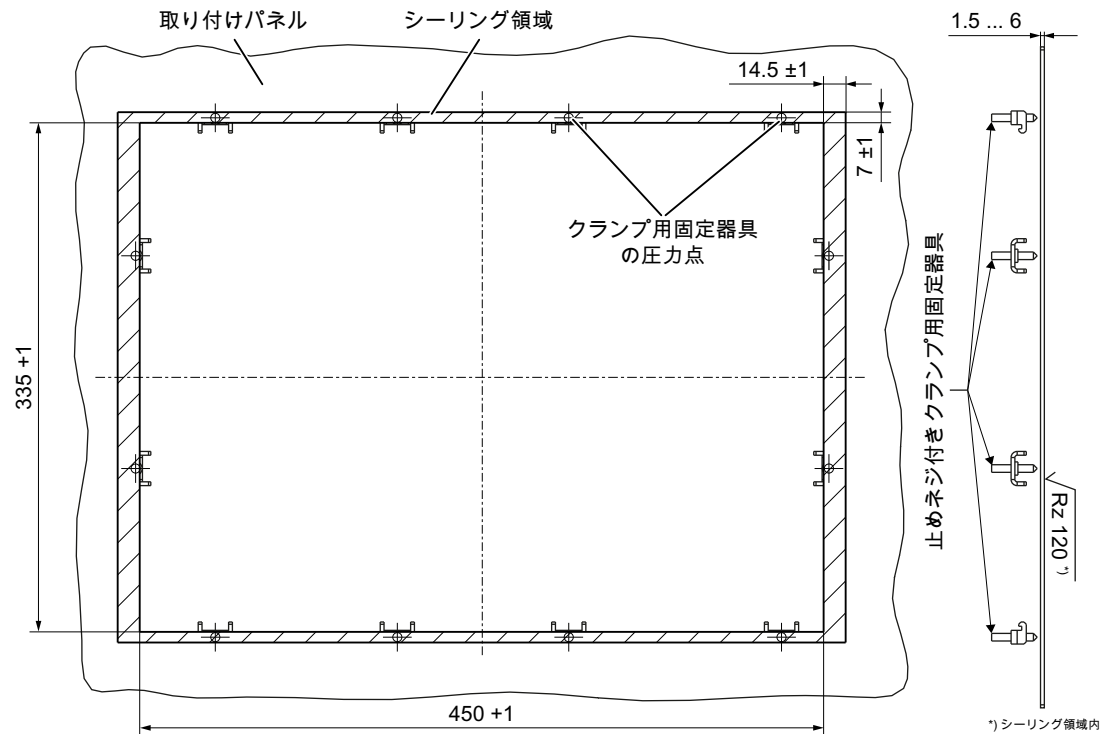 取り付けパネル
シーリング領域
1.5 ... 6
14.5 ±1
7 ±1
クランプ用固定器具
の圧力点
335 +1
止めネジ付きクランプ用固定器具
Rz 120 *)
450 +1
*) シーリング領域内